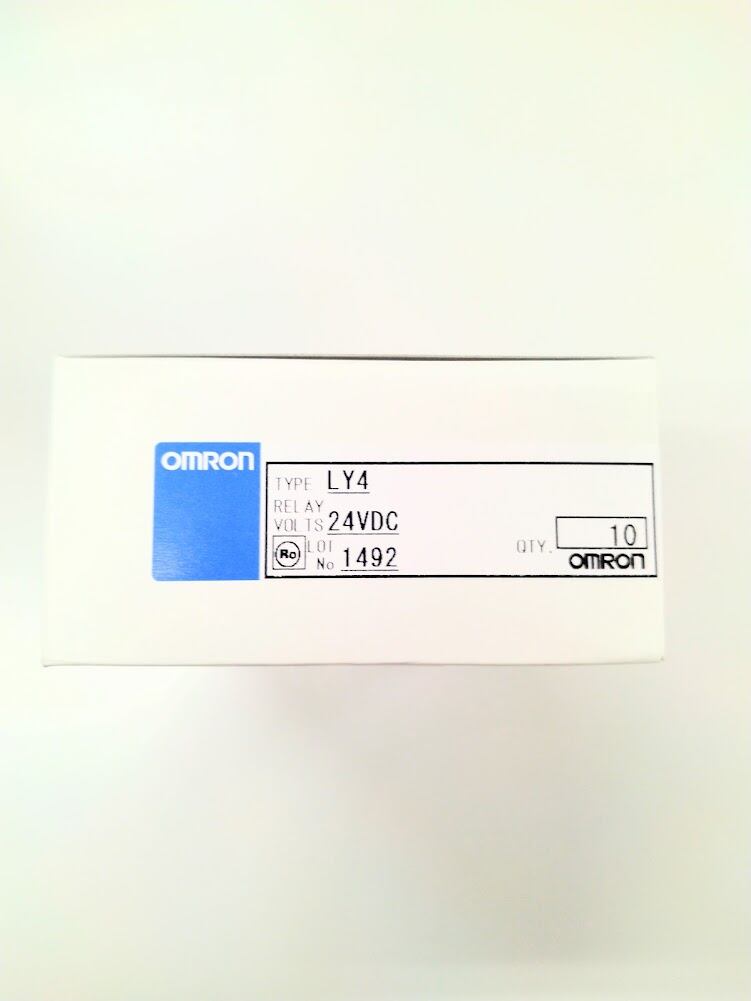 OMRON
TYPE LY4
RELAY
VOLTS 24VDC
Ro LOT
No 1492
QTY. 10
OMRON